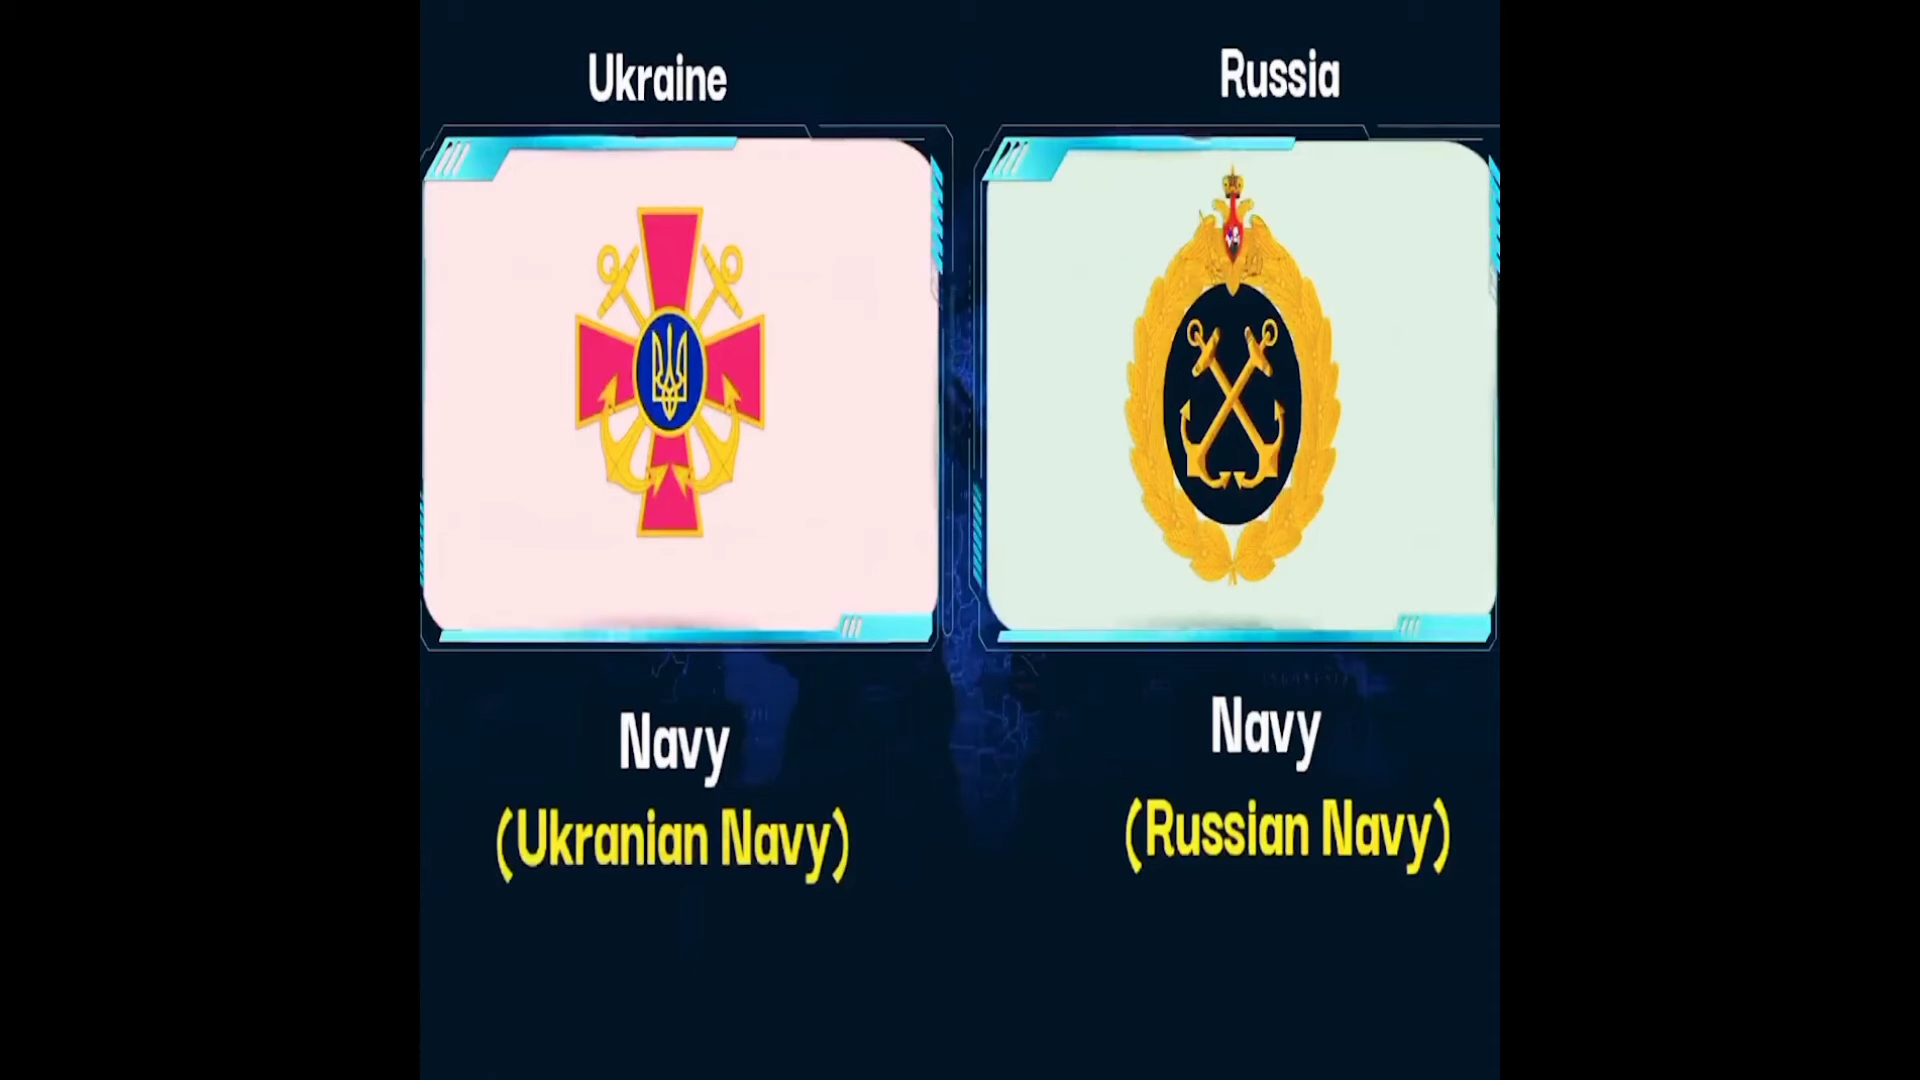 Ukraine
Russia
Navy
(Ukranian Navy)
Navy
(Russian Navy)